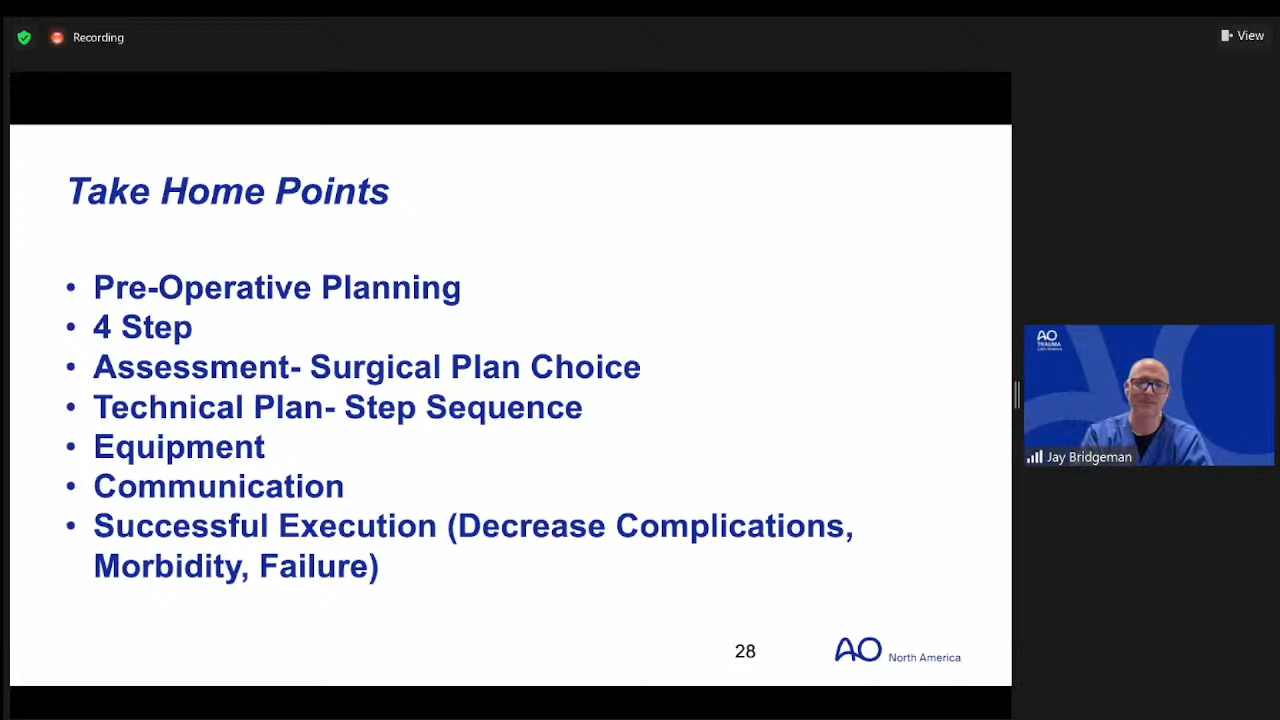 Recording
View
Take Home Points
• Pre-Operative Planning
• 4 Step
• Assessment- Surgical Plan Choice
• Technical Plan- Step Sequence
• Equipment
• Communication
• Successful Execution (Decrease Complications,
Morbidity, Failure)
28
AO North America
AO
TRAUMA
Latin America
Jay Bridgeman